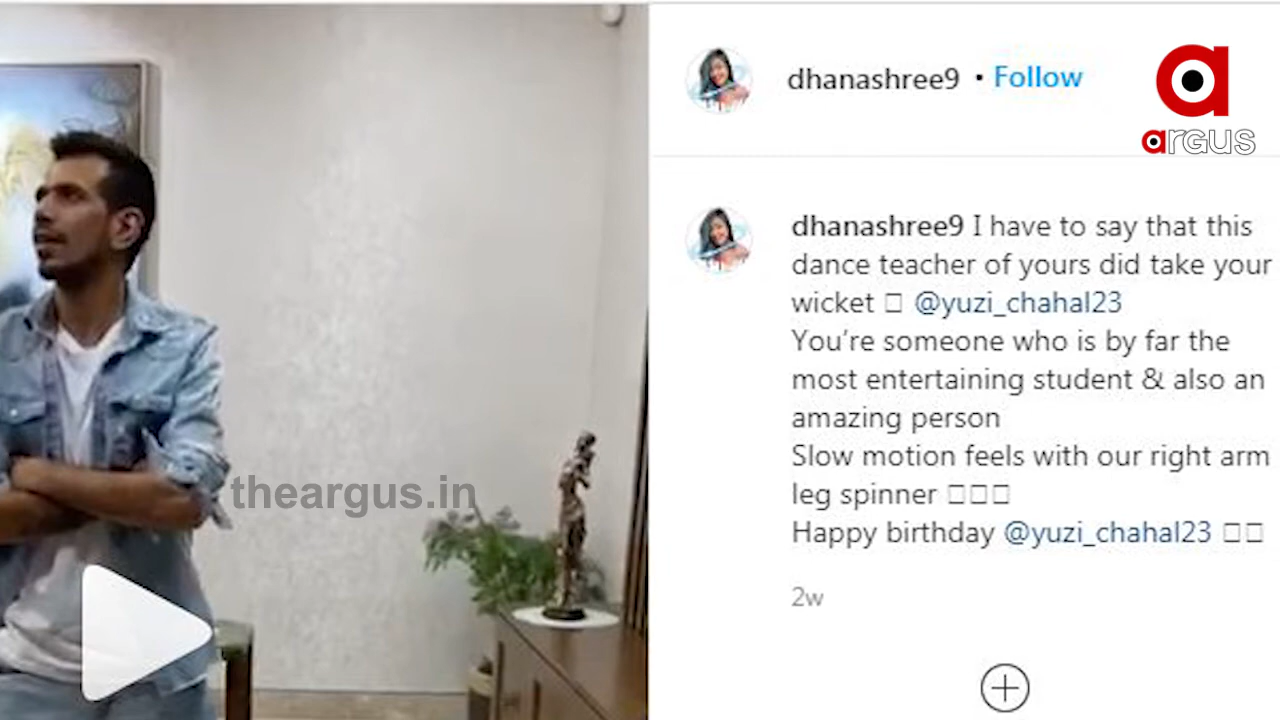 dhanashree9 • Follow
argus
dhanashree9 I have to say that this
dance teacher of yours did take your
wicket □ @yuzi_chahal23
You're someone who is by far the
most entertaining student & also an
amazing person
Slow motion feels with our right arm
leg spinner □□□
Happy birthday @yuzi_chahal23 □□
2w
theargus.in